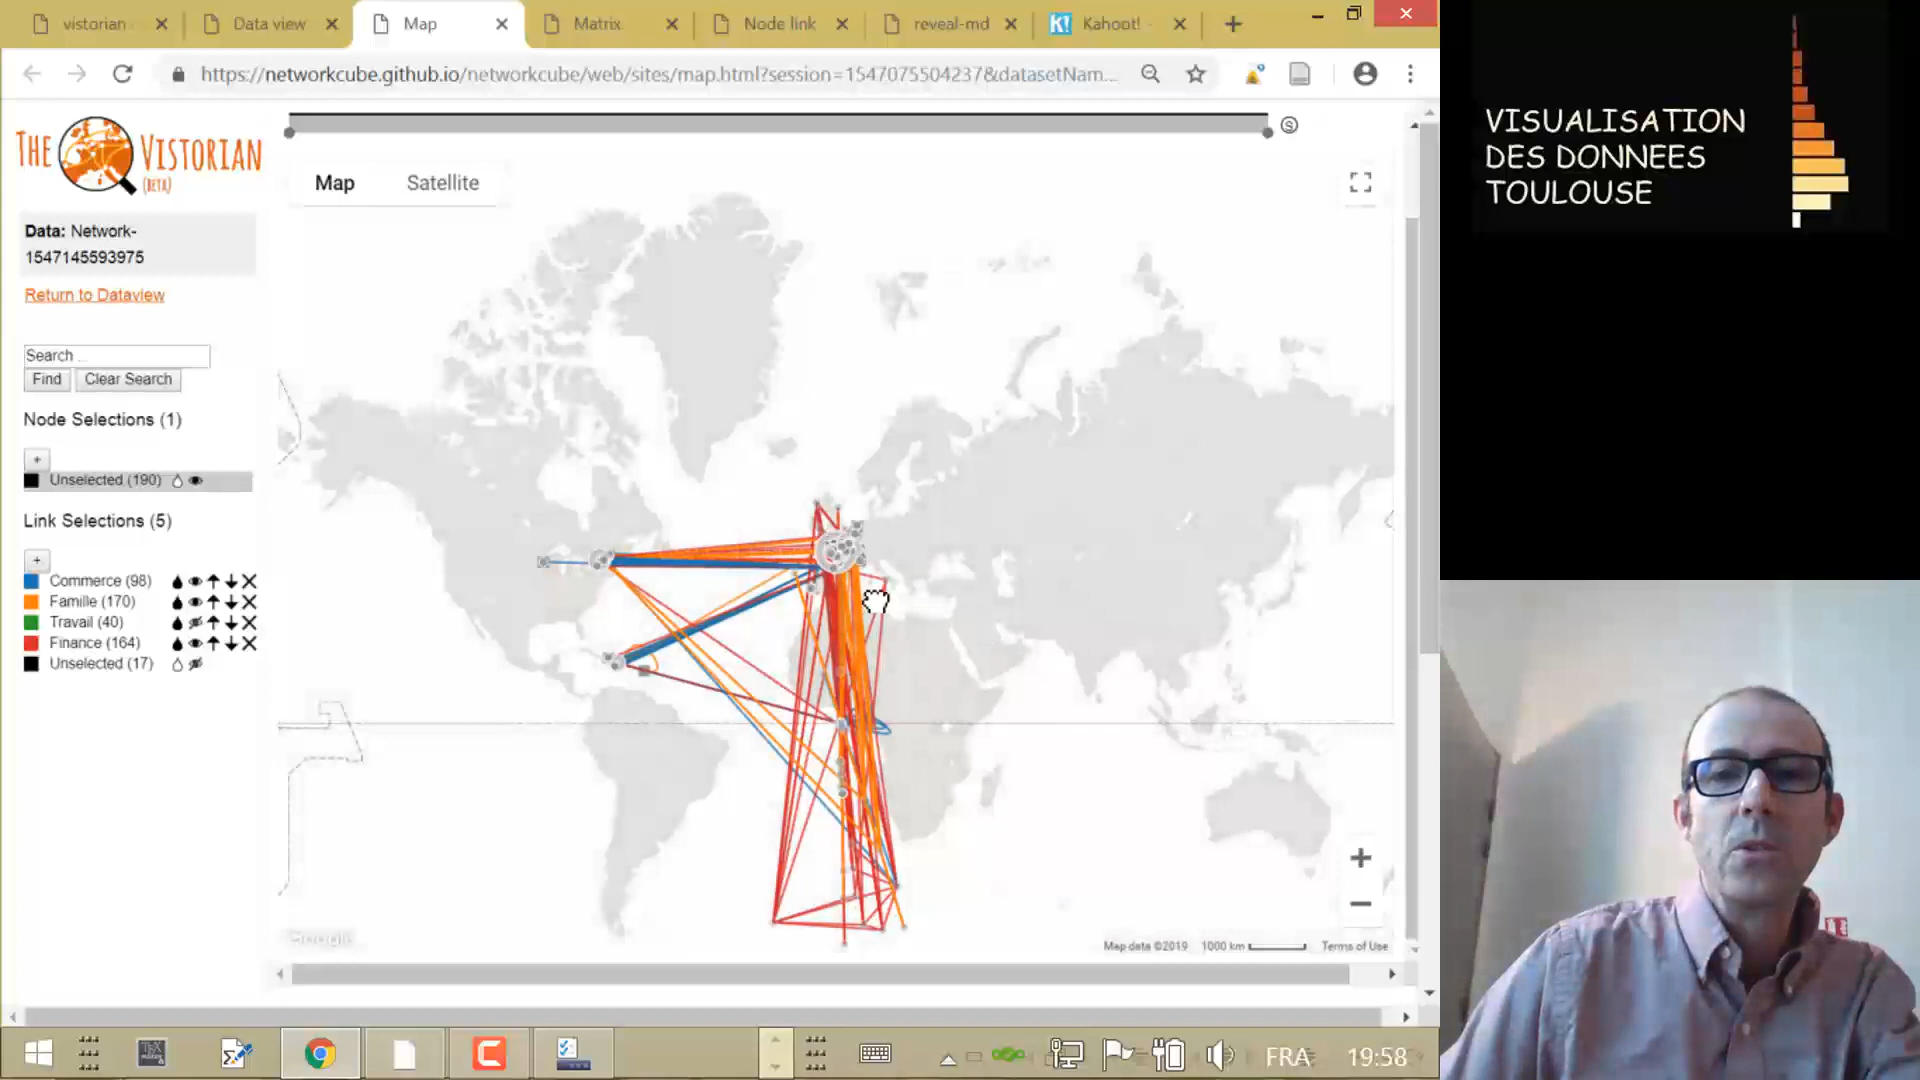 vistorian
Data view
Map
Matrix
Node link
reveal-md
K! Kahoot! -
https://networkcube.github.io/networkcube/web/sites/map.html?session=1547075504237&datasetNam...
THE VISTORIAN
(BETA)
Data: Network-
1547145593975
Return to Dataview
Search ..
Find
Clear Search
Node Selections (1)
+
Unselected (190)
Link Selections (5)
+
Commerce (98)
Famille (170)
Travail (40)
Finance (164)
Unselected (17)
S
Map
Satellite
+
−
Google
Map data ©2019
1000 km
Terms of Use
FRA
19:58
VISUALISATION
DES DONNEES
TOULOUSE